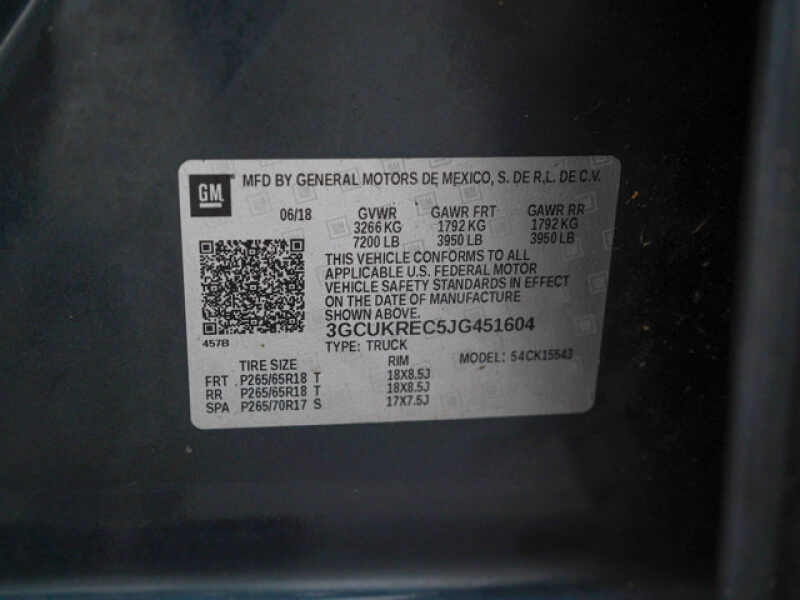 GM MFD BY GENERAL MOTORS DE MEXICO, S. DE R.L. DE C.V.
06/18 GVWR GAWR FRT GAWR RR
3266 KG 1792 KG 1792 KG
7200 LB 3950 LB 3950 LB
THIS VEHICLE CONFORMS TO ALL
APPLICABLE U.S. FEDERAL MOTOR
VEHICLE SAFETY STANDARDS IN EFFECT
ON THE DATE OF MANUFACTURE
SHOWN ABOVE.
3GCUKREC5JG451604
457B
TYPE: TRUCK MODEL: 54CK15543
TIRE SIZE RIM
FRT P265/65R18 T 18X8.5J
RR P265/65R18 T 18X8.5J
SPA P265/70R17 S 17X7.5J